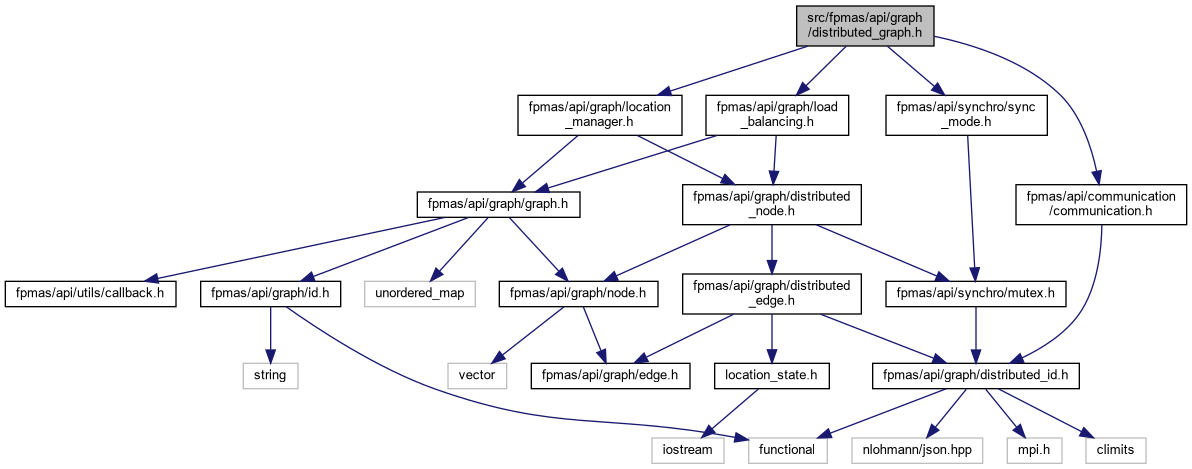 src/fpmas/api/graph
/distributed_graph.h
fpmas/api/graph/location
_manager.h
fpmas/api/graph/load
_balancing.h
fpmas/api/synchro/sync
_mode.h
fpmas/api/graph/graph.h
fpmas/api/graph/distributed
_node.h
fpmas/api/communication
/communication.h
fpmas/api/utils/callback.h
fpmas/api/graph/id.h
unordered_map
fpmas/api/graph/node.h
fpmas/api/graph/distributed
_edge.h
fpmas/api/synchro/mutex.h
string
vector
fpmas/api/graph/edge.h
location_state.h
fpmas/api/graph/distributed_id.h
iostream
functional
nlohmann/json.hpp
mpi.h
climits